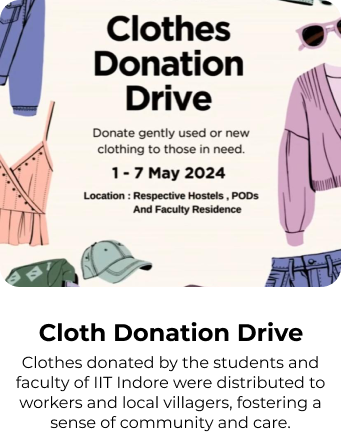 Clothes
Donation
Drive
Donate gently used or new
clothing to those in need.
1 - 7 May 2024
Location : Respective Hostels , PODs
And Faculty Residence
Cloth Donation Drive
Clothes donated by the students and
faculty of IIT Indore were distributed to
workers and local villagers, fostering a
sense of community and care.